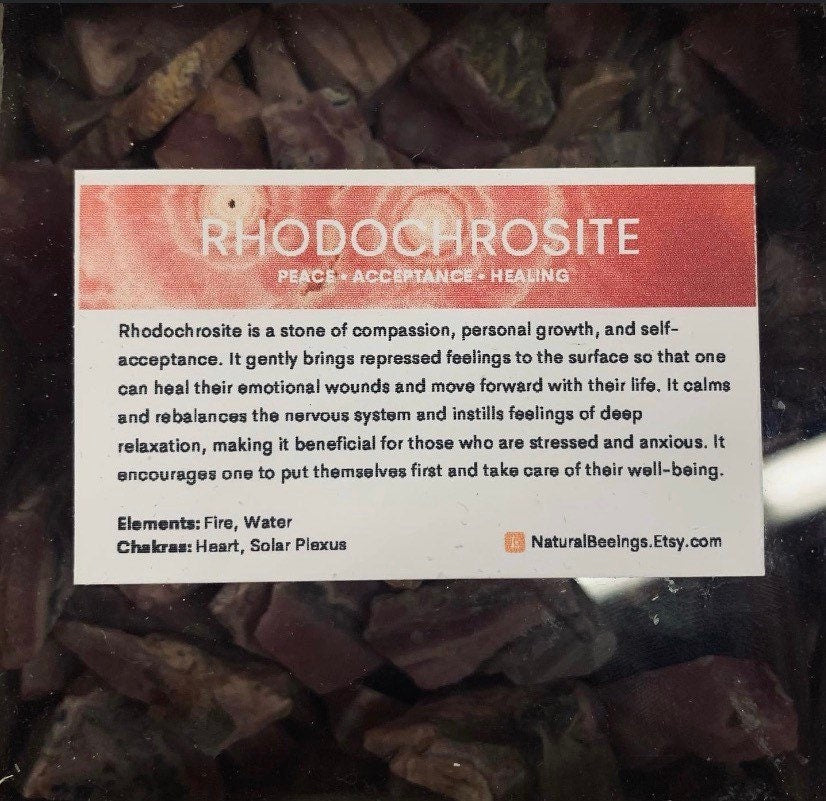 RHODOCHROSITE
PEACE • ACCEPTANCE • HEALING
Rhodochrosite is a stone of compassion, personal growth, and self-
acceptance. It gently brings repressed feelings to the surface so that one
can heal their emotional wounds and move forward with their life. It calms
and rebalances the nervous system and instills feelings of deep
relaxation, making it beneficial for those who are stressed and anxious. It
encourages one to put themselves first and take care of their well-being.
Elements: Fire, Water
Chakras: Heart, Solar Plexus
NaturalBeeings.Etsy.com